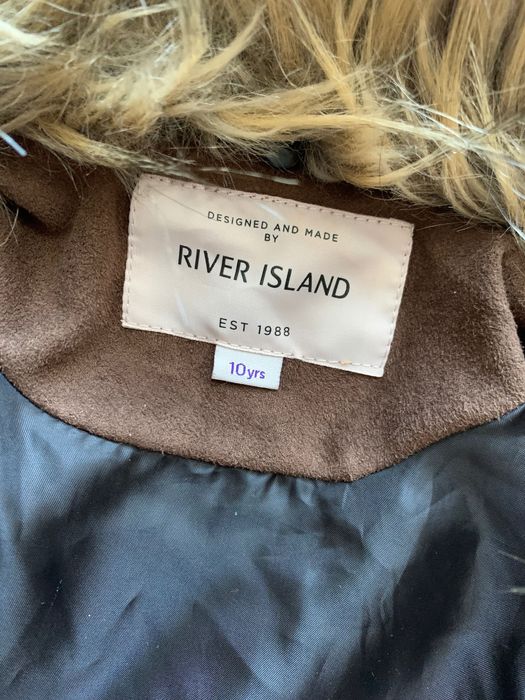 DESIGNED AND MADE
BY
RIVER ISLAND
EST 1988
10yrs